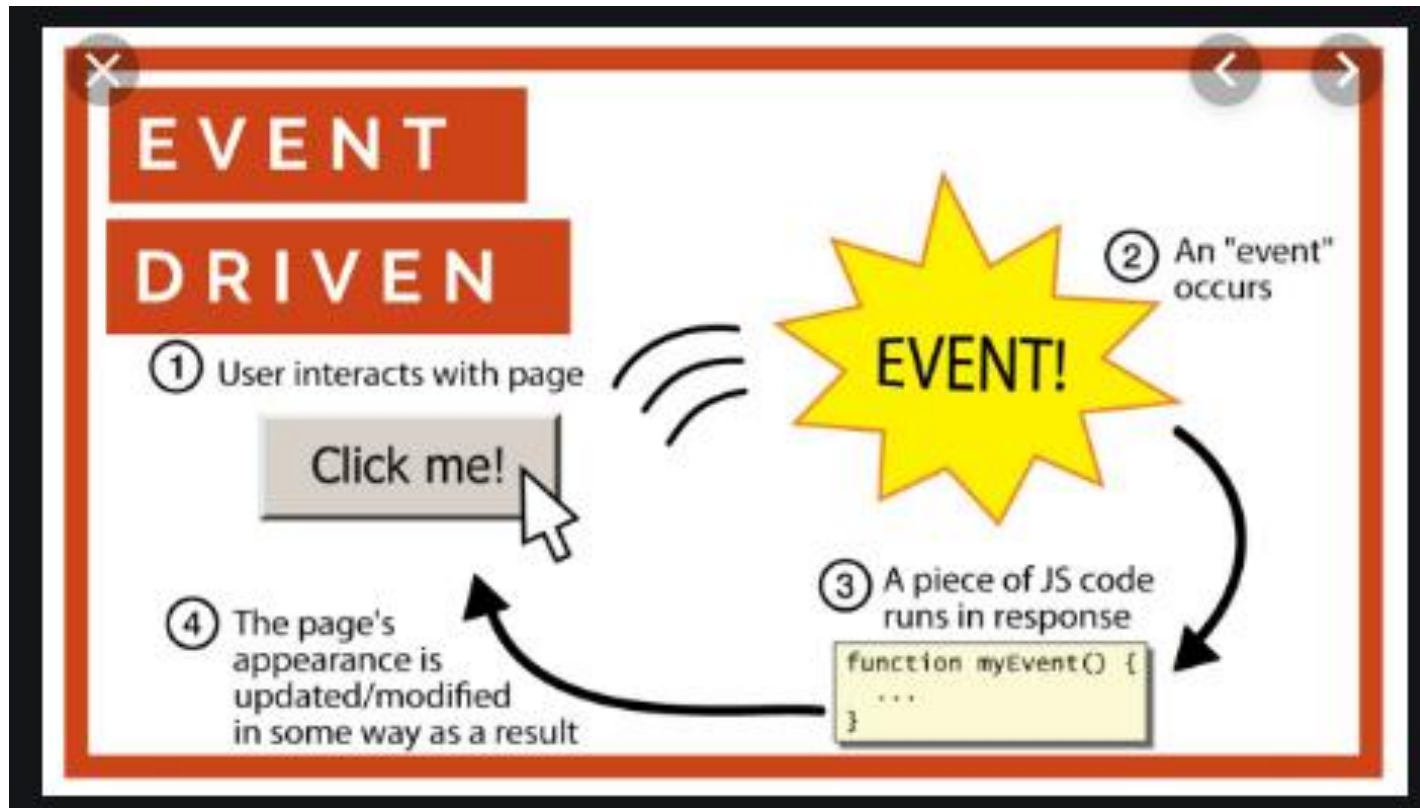 EVENT
DRIVEN
1 User interacts with page
Click me!
EVENT!
2 An "event"
occurs
3 A piece of JS code
runs in response
function myEvent() {
...
}
4 The page's
appearance is
updated/modified
in some way as a result